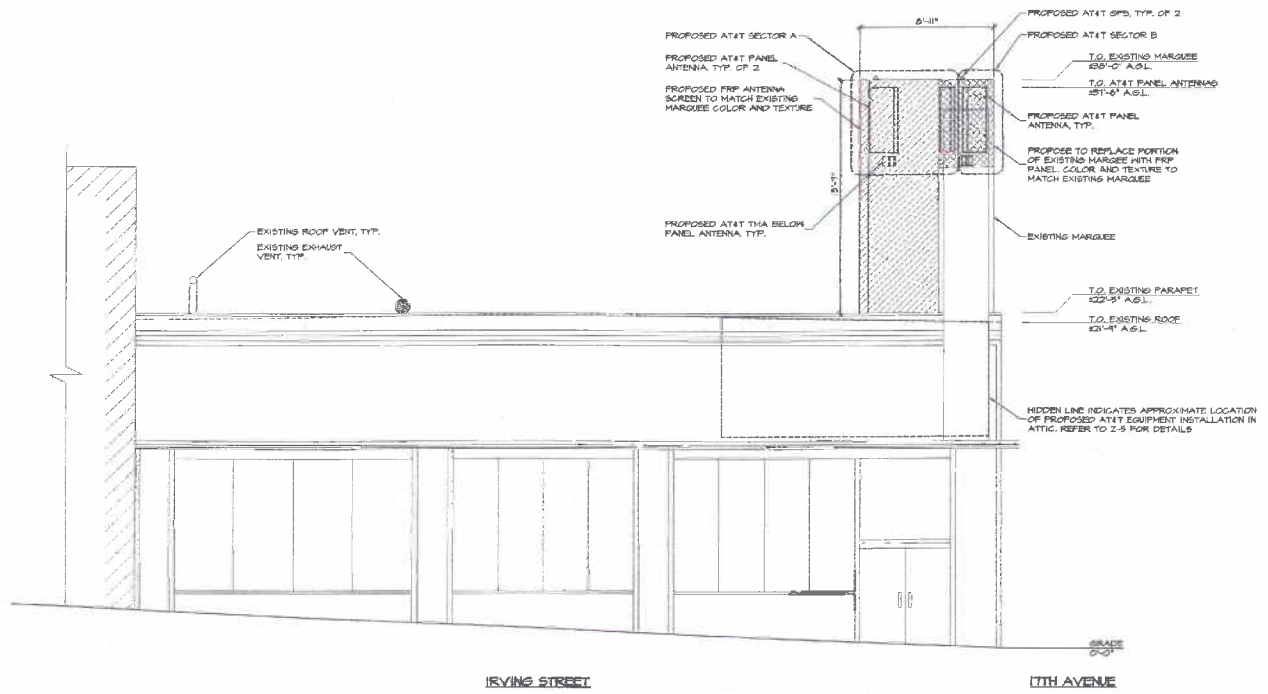 8'-11"
PROPOSED AT&T GPS, TYP. OF 2
PROPOSED AT&T SECTOR A
PROPOSED AT&T SECTOR B
PROPOSED AT&T PANEL
ANTENNA, TYP. OF 2
T.O. EXISTING MARQUEE
±38'-0" A.G.L.
T.O. AT&T PANEL ANTENNAS
±37'-6" A.G.L.
PROPOSED FRP ANTENNA
SCREEN TO MATCH EXISTING
MARQUEE COLOR AND TEXTURE
PROPOSED AT&T PANEL
ANTENNA, TYP.
PROPOSE TO REPLACE PORTION
OF EXISTING MARGEE WITH FRP
PANEL. COLOR AND TEXTURE TO
MATCH EXISTING MARQUEE
15'-9"
PROPOSED AT&T TMA BELOW
PANEL ANTENNA, TYP.
EXISTING ROOF VENT, TYP.
EXISTING EXHAUST
VENT, TYP.
EXISTING MARQUEE
T.O. EXISTING PARAPET
±22'-3" A.G.L.
T.O. EXISTING ROOF
±21'-9" A.G.L.
HIDDEN LINE INDICATES APPROXIMATE LOCATION
OF PROPOSED AT&T EQUIPMENT INSTALLATION IN
ATTIC. REFER TO Z-5 FOR DETAILS
GRADE
0'-0"
IRVING STREET
17TH AVENUE